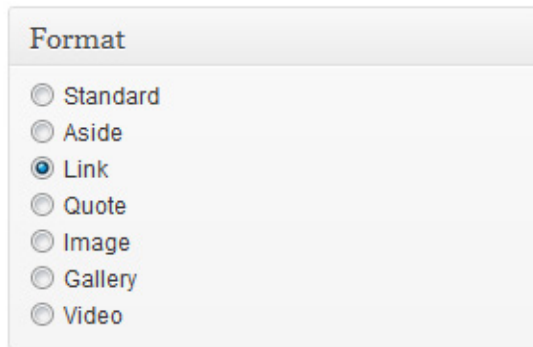 Format
Standard
Aside
Link
Quote
Image
Gallery
Video